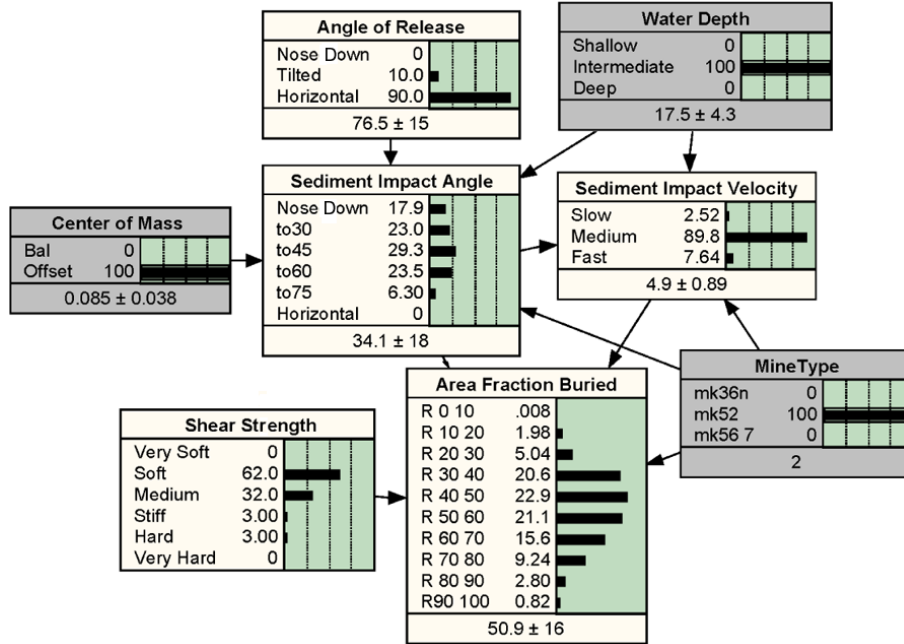 Angle of Release
Nose Down 0
Tilted 10.0
Horizontal 90.0
76.5 ± 15
Water Depth
Shallow 0
Intermediate 100
Deep 0
17.5 ± 4.3
Sediment Impact Angle
Nose Down 17.9
to30 23.0
to45 29.3
to60 23.5
to75 6.30
Horizontal 0
34.1 ± 18
Sediment Impact Velocity
Slow 2.52
Medium 89.8
Fast 7.64
4.9 ± 0.89
Center of Mass
Bal 0
Offset 100
0.085 ± 0.038
MineType
mk36n 0
mk52 100
mk56 7 0
2
Area Fraction Buried
R 0 10 .008
R 10 20 1.98
R 20 30 5.04
R 30 40 20.6
R 40 50 22.9
R 50 60 21.1
R 60 70 15.6
R 70 80 9.24
R 80 90 2.80
R90 100 0.82
50.9 ± 16
Shear Strength
Very Soft 0
Soft 62.0
Medium 32.0
Stiff 3.00
Hard 3.00
Very Hard 0